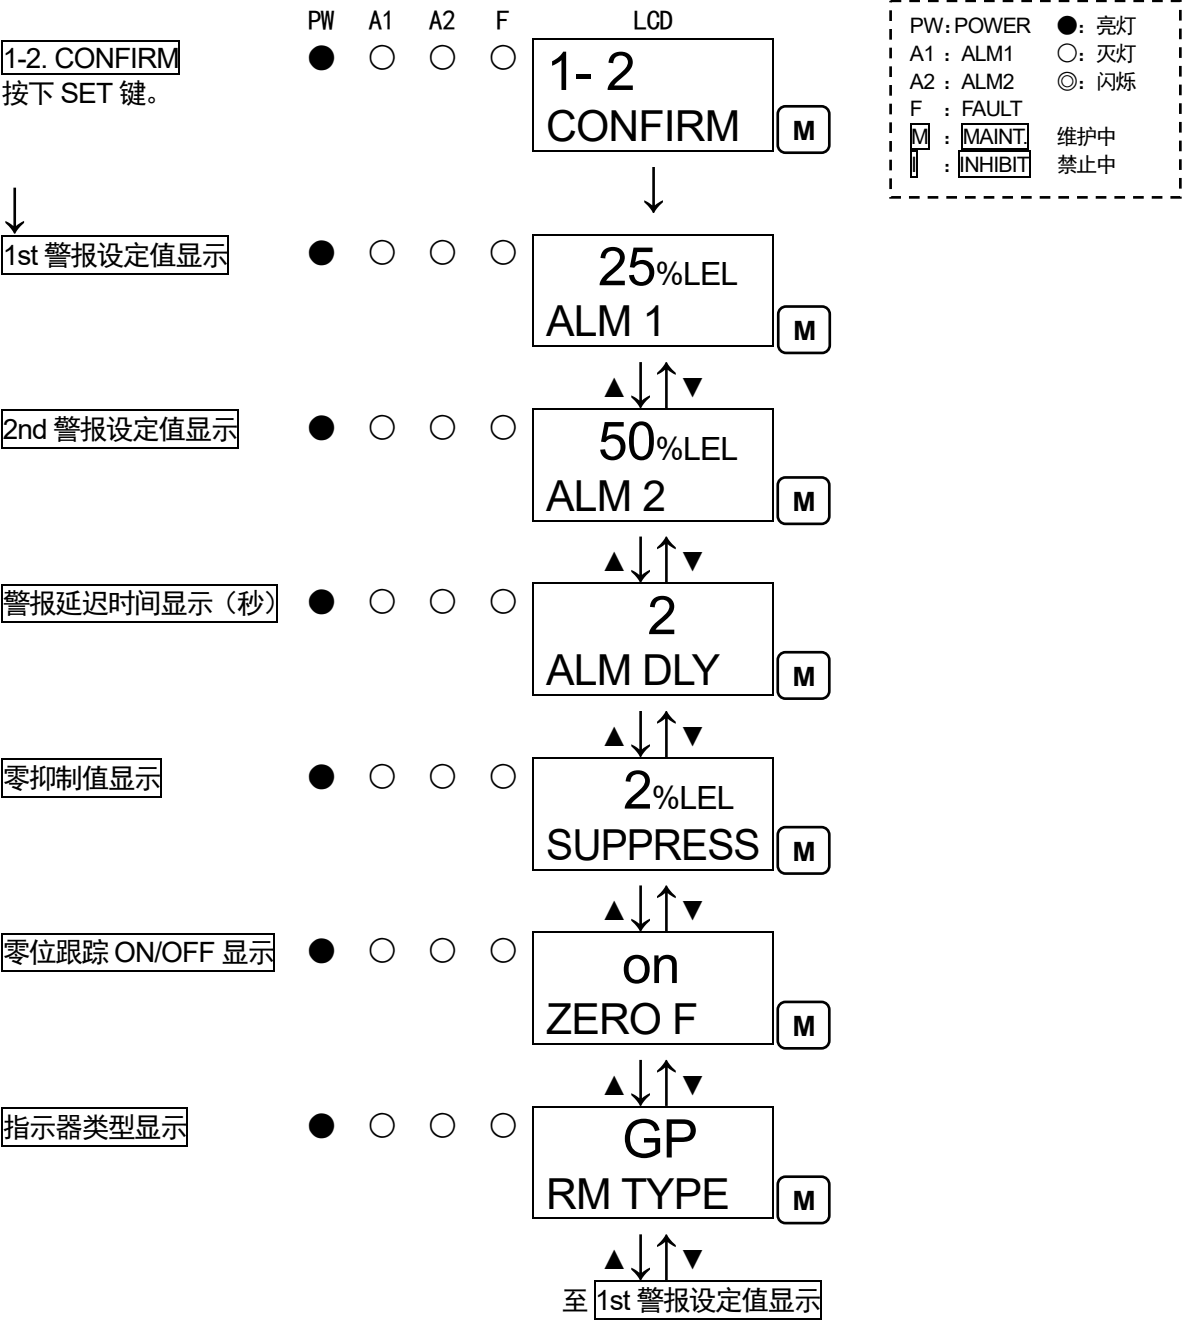 PW A1 A2 F LCD
1-2. CONFIRM ● ○ ○ ○ 1- 2
按下 SET 键。 CONFIRM M
PW：POWER ●：亮灯
A1 ：ALM1 ○：灭灯
A2 ：ALM2 ◎：闪烁
F ：FAULT
M ：MAINT. 维护中
I ：INHIBIT 禁止中
↓ ↓
1st 警报设定值显示 ● ○ ○ ○ 25%LEL
ALM 1 M
▲↓↑▼
2nd 警报设定值显示 ● ○ ○ ○ 50%LEL
ALM 2 M
▲↓↑▼
警报延迟时间显示（秒） ● ○ ○ ○ 2
ALM DLY M
▲↓↑▼
零抑制值显示 ● ○ ○ ○ 2%LEL
SUPPRESS M
▲↓↑▼
零位跟踪 ON/OFF 显示 ● ○ ○ ○ on
ZERO F M
▲↓↑▼
指示器类型显示 ● ○ ○ ○ GP
RM TYPE M
▲↓↑▼
至 1st 警报设定值显示